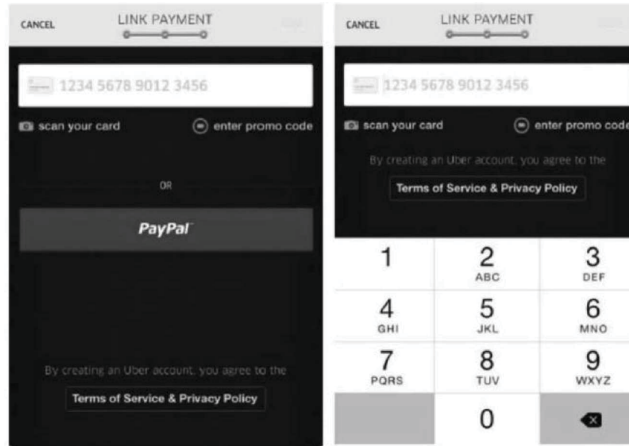 CANCEL LINK PAYMENT
1234 5678 9012 3456
scan your card enter promo code
OR
PayPal
By creating an Uber account, you agree to the
Terms of Service & Privacy Policy
CANCEL LINK PAYMENT
1234 5678 9012 3456
scan your card enter promo code
By creating an Uber account, you agree to the
Terms of Service & Privacy Policy
1 2 3
ABC DEF
4 5 6
GHI JKL MNO
7 8 9
PQRS TUV WXYZ
0